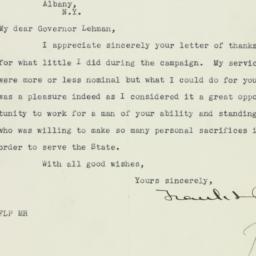 Albany,
N.Y.
My dear Governor Lehman,
I appreciate sincerely your letter of thanks
for what little I did during the campaign. My servic
were more or less nominal but what I could do for you
was a pleasure indeed as I considered it a great oppo
tunity to work for a man of your ability and standing
who was willing to make so many personal sacrifices i
order to serve the State.
With all good wishes,
Yours sincerely,
Frank L
FLP MR